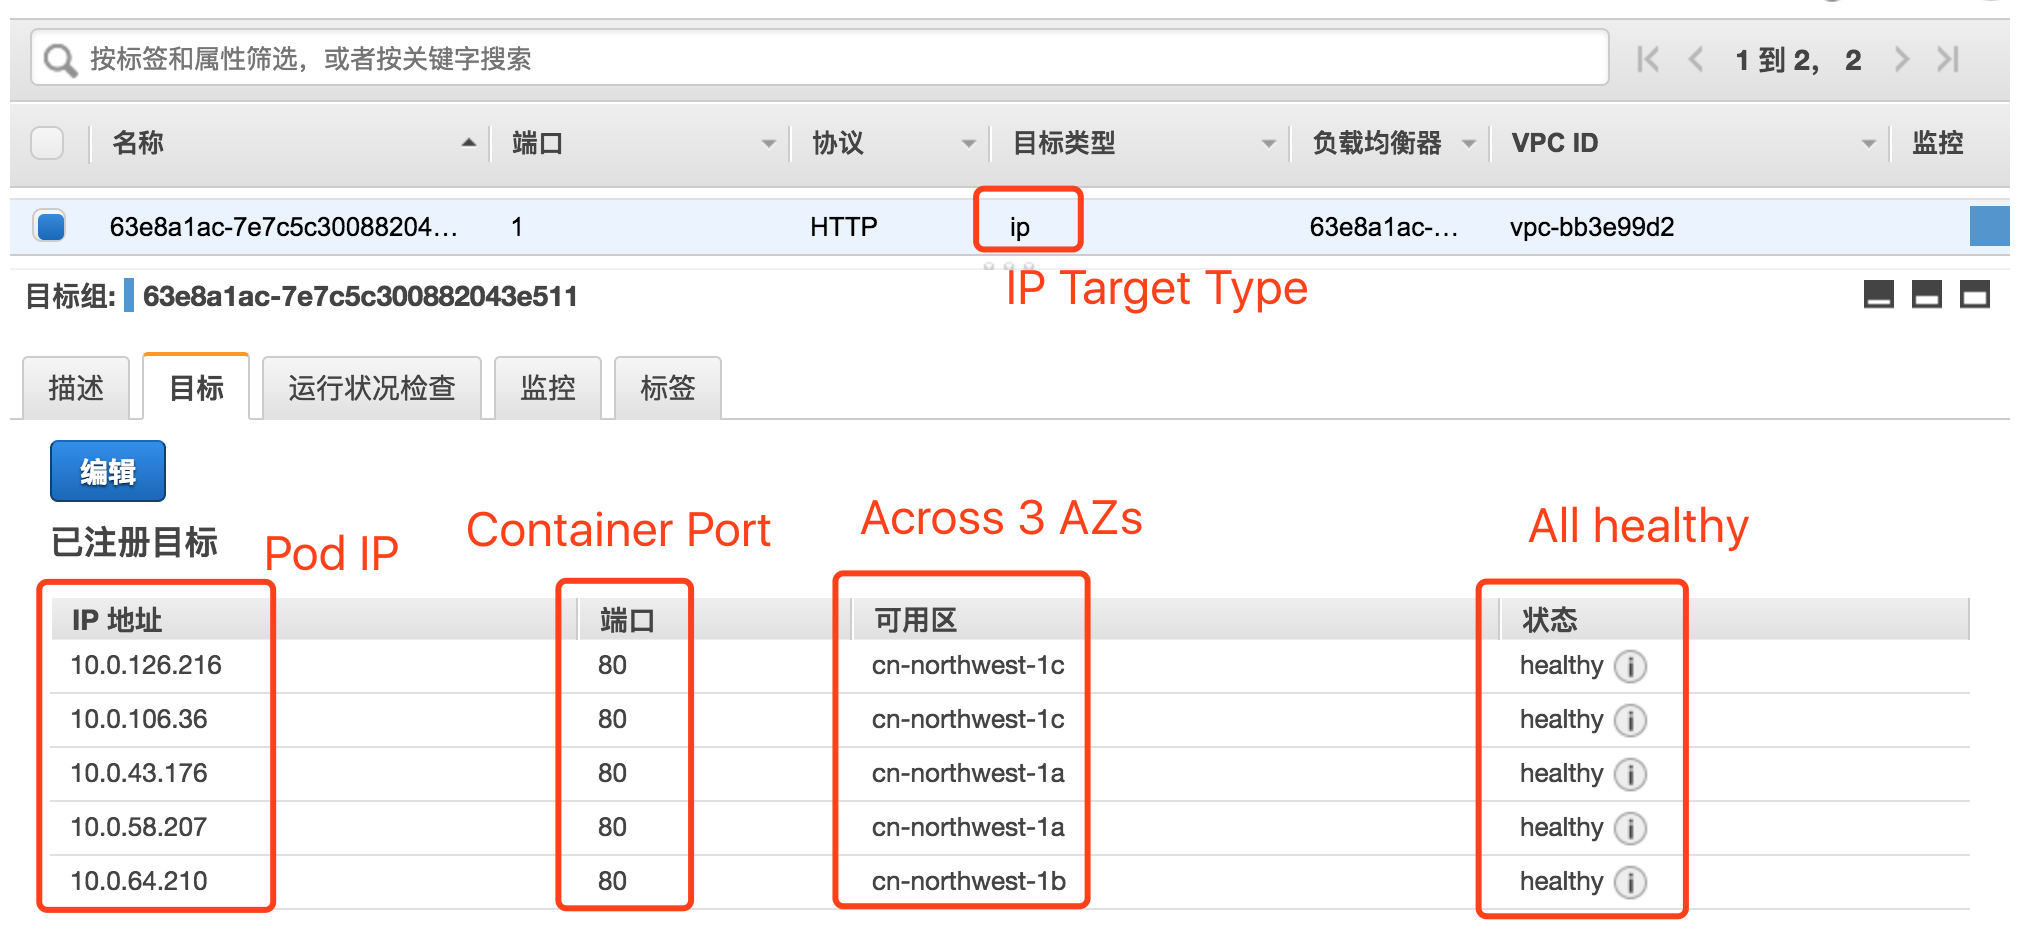 按标签和属性筛选，或者按关键字搜索
1 到 2， 2
名称 端口 协议 目标类型 负载均衡器 VPC ID 监控
63e8a1ac-7e7c5c30088204... 1 HTTP ip 63e8a1ac-... vpc-bb3e99d2
IP Target Type
目标组: 63e8a1ac-7e7c5c300882043e511
描述 目标 运行状况检查 监控 标签
编辑
已注册目标 Pod IP Container Port Across 3 AZs All healthy
IP 地址 端口 可用区 状态
10.0.126.216 80 cn-northwest-1c healthy
10.0.106.36 80 cn-northwest-1c healthy
10.0.43.176 80 cn-northwest-1a healthy
10.0.58.207 80 cn-northwest-1a healthy
10.0.64.210 80 cn-northwest-1b healthy